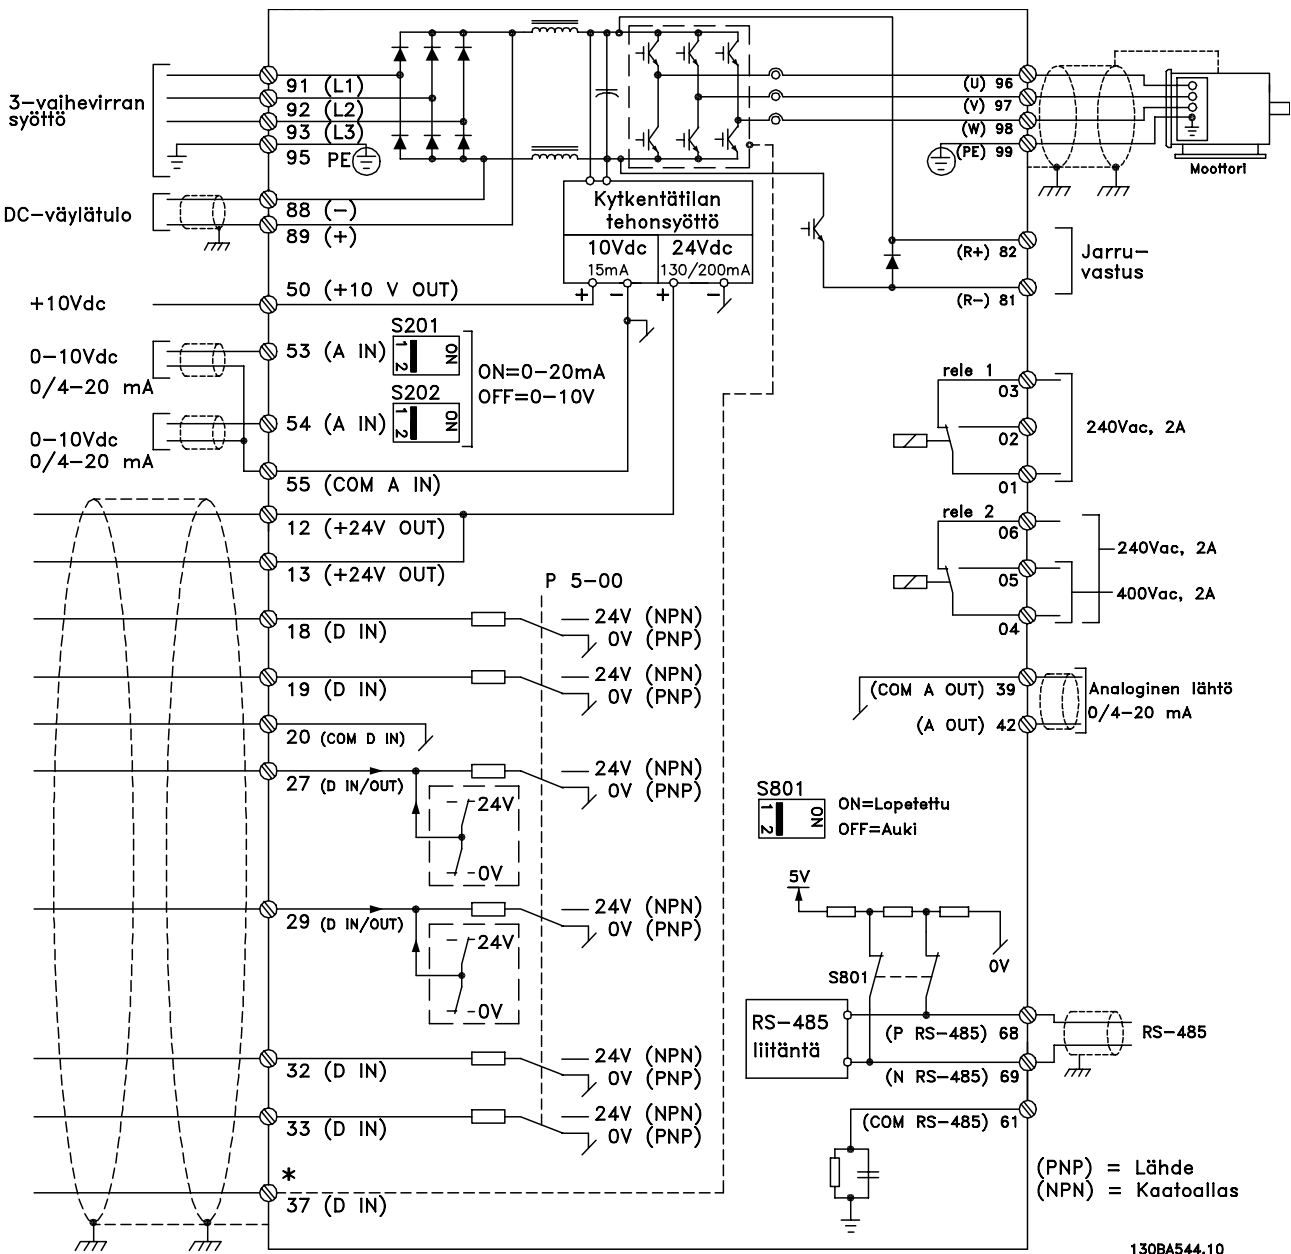 3-vaihevirran
syöttö
91 (L1)
92 (L2)
93 (L3)
95 PE
DC-väylätulo
88 (-)
89 (+)
Kytkentätilan
tehonsyöttö
10Vdc
15mA
24Vdc
130/200mA
+ - + -
(U) 96
(V) 97
(W) 98
(PE) 99
Moottori
(R+) 82
(R-) 81
Jarru-
vastus
+10Vdc
50 (+10 V OUT)
0-10Vdc
0/4-20 mA
53 (A IN)
S201
1 2
ON
ON=0-20mA
OFF=0-10V
0-10Vdc
0/4-20 mA
54 (A IN)
S202
1 2
ON
55 (COM A IN)
12 (+24V OUT)
13 (+24V OUT)
rele 1
03
02
01
240Vac, 2A
rele 2
06
05
04
240Vac, 2A
400Vac, 2A
P 5-00
18 (D IN)
24V (NPN)
0V (PNP)
19 (D IN)
24V (NPN)
0V (PNP)
20 (COM D IN)
27 (D IN/OUT)
24V (NPN)
0V (PNP)
24V
0V
29 (D IN/OUT)
24V (NPN)
0V (PNP)
24V
0V
32 (D IN)
24V (NPN)
0V (PNP)
33 (D IN)
24V (NPN)
0V (PNP)
*
37 (D IN)
(COM A OUT) 39
(A OUT) 42
Analoginen lähtö
0/4-20 mA
S801
1 2
ON
ON=Lopetettu
OFF=Auki
5V
S801
0V
RS-485
liitäntä
(P RS-485) 68
(N RS-485) 69
(COM RS-485) 61
RS-485
(PNP) = Lähde
(NPN) = Kaatoallas
130BA544.10